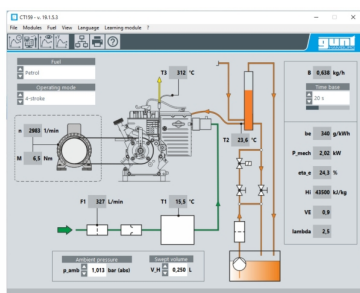 CT159 - v. 19.1.5.3
File Modules Fuel View Language Learning module ?
gunt
Fuel
Petrol
Operating mode
4-stroke
T3 312 °C
B 0,638 kg/h
Time base
20 s
n 2983 1/min
M 6,5 Nm
T2 23,6 °C
be 340 g/kWh
P_mech 2,02 kW
eta_e 24,3 %
Hi 43500 kJ/kg
VE 0,9
lambda 2,5
F1 327 L/min
T1 15,5 °C
Ambient pressure
p_amb 1,013 bar (abs)
Swept volume
V_H 0,250 L